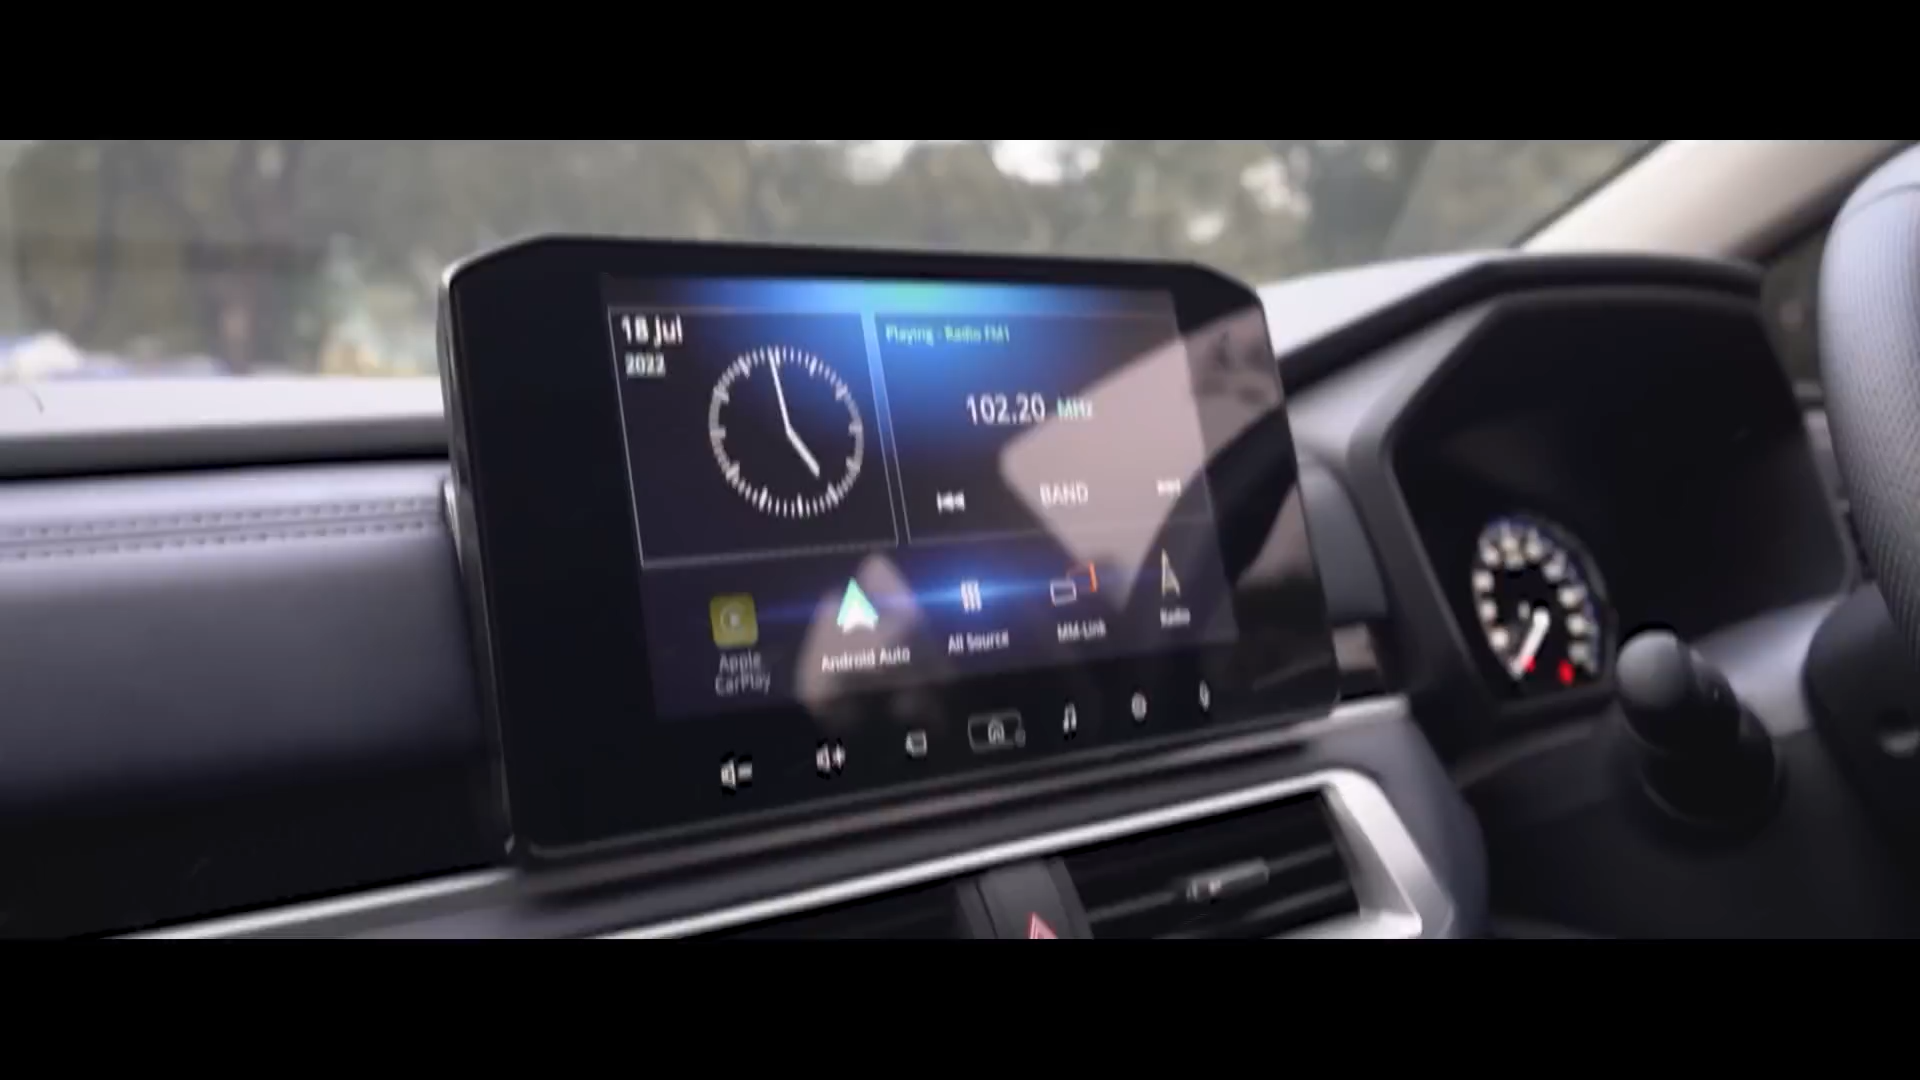 18 Jul
2022
Playing - Radio FM1
102.20 MHz
BAND
Apple
CarPlay
Android Auto
All Source
MM-Link
Radio